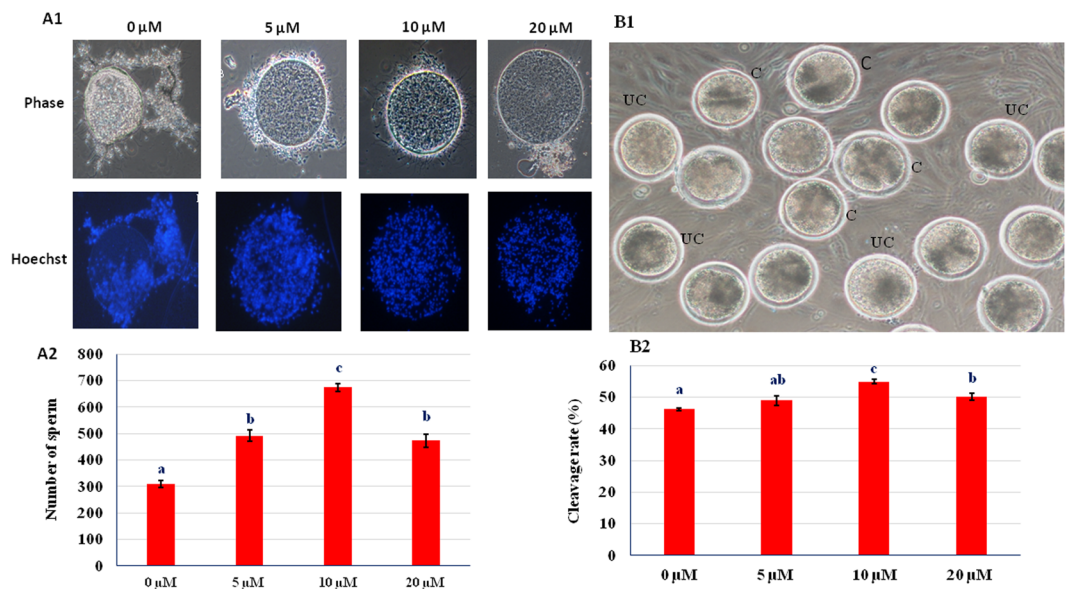 A1
0 µM 5 µM 10 µM 20 µM
Phase
Hoechst
A2
Number of sperm
800
700
600
500
400
300
200
100
0
a b c b
0 µM 5 µM 10 µM 20 µM
B1
C C
UC UC
C
C
UC UC
B2
Cleavage rate (%)
60
50
40
30
20
10
0
a ab c b
0 µM 5 µM 10 µM 20 µM